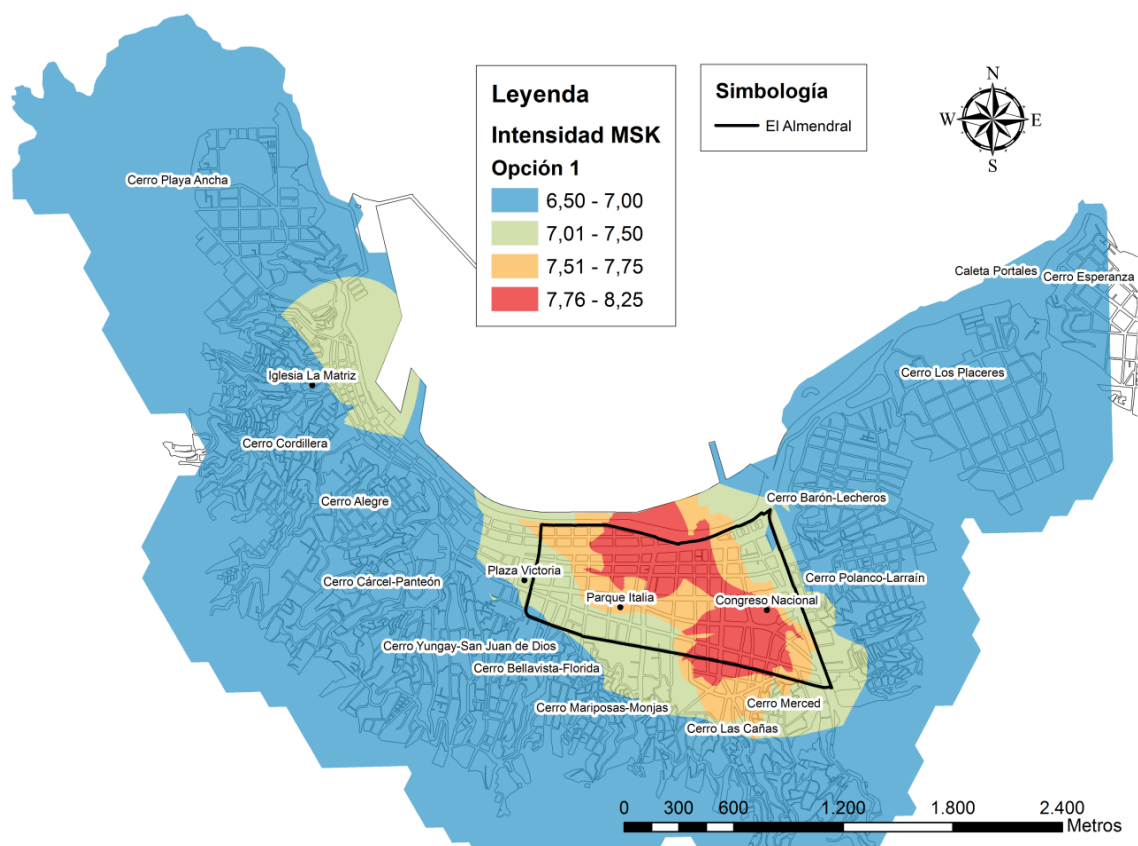 Leyenda
Intensidad MSK
Opción 1
6,50 - 7,00
7,01 - 7,50
7,51 - 7,75
7,76 - 8,25
Simbología
El Almendral
N
W E
S
Cerro Playa Ancha
Caleta Portales
Cerro Esperanza
Iglesia La Matriz
Cerro Los Placeres
Cerro Cordillera
Cerro Alegre
Cerro Barón-Lecheros
Plaza Victoria
Cerro Cárcel-Panteón
Cerro Polanco-Larraín
Parque Italia
Congreso Nacional
Cerro Yungay-San Juan de Dios
Cerro Bellavista-Florida
Cerro Mariposas-Monjas
Cerro Merced
Cerro Las Cañas
0 300 600 1.200 1.800 2.400
Metros